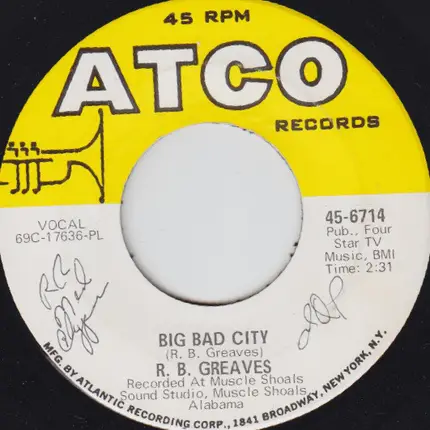 45 RPM
ATCO
RECORDS
VOCAL
69C-17636-PL
45-6714
Pub., Four
Star TV
Music, BMI
Time: 2:31
BIG BAD CITY
(R. B. Greaves)
R. B. GREAVES
Recorded At Muscle Shoals
Sound Studio, Muscle Shoals
Alabama
MFG. BY ATLANTIC RECORDING CORP., 1841 BROADWAY, NEW YORK, N.Y.